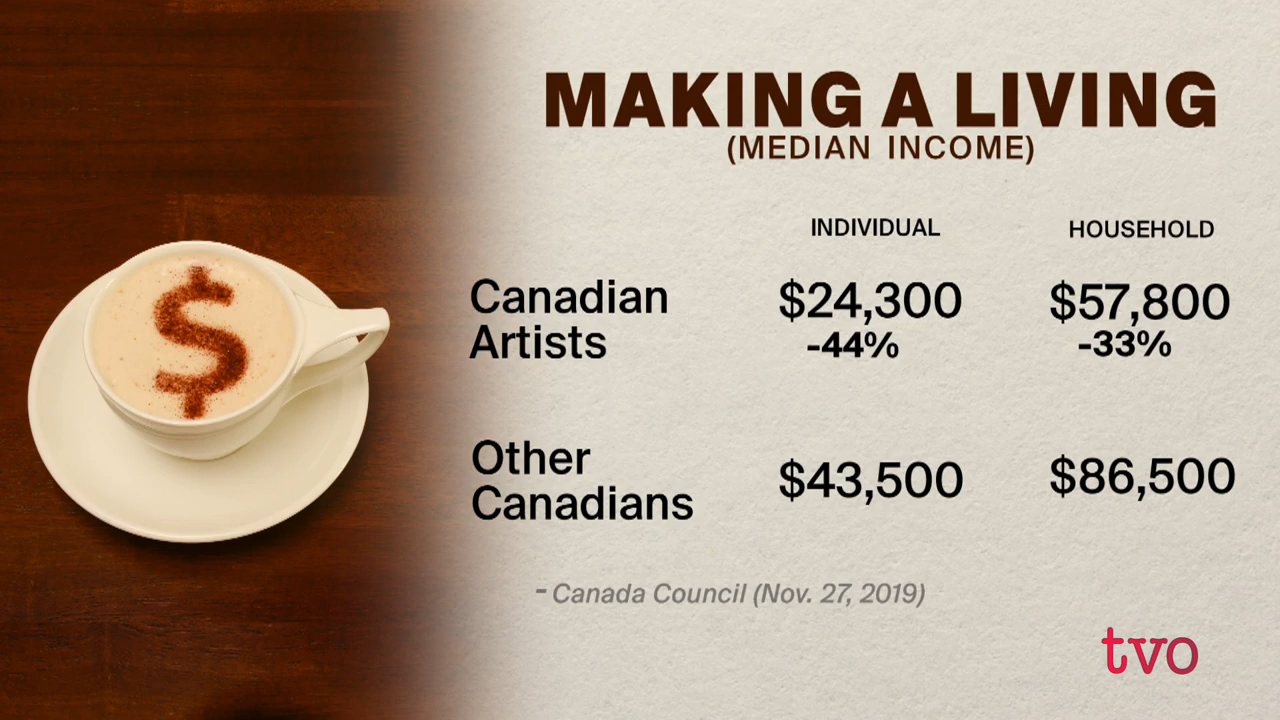 MAKING A LIVING
(MEDIAN INCOME)
INDIVIDUAL HOUSEHOLD
Canadian
Artists
$24,300 $57,800
-44% -33%
Other
Canadians
$43,500 $86,500
- Canada Council (Nov. 27, 2019)
tvo
$